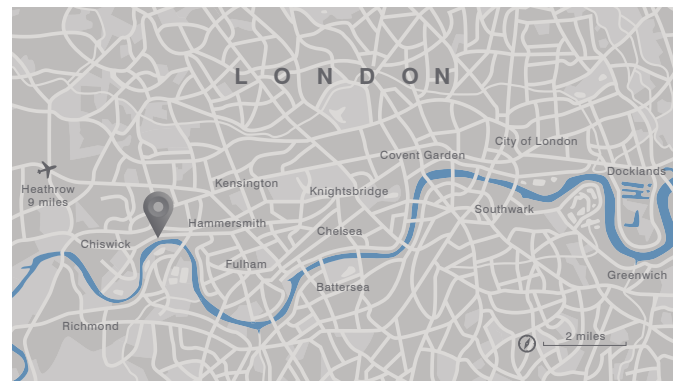 LONDON
City of London
Covent Garden
Docklands
Heathrow
9 miles
Kensington
Knightsbridge
Southwark
Hammersmith
Chelsea
Chiswick
Fulham
Greenwich
Battersea
Richmond
2 miles